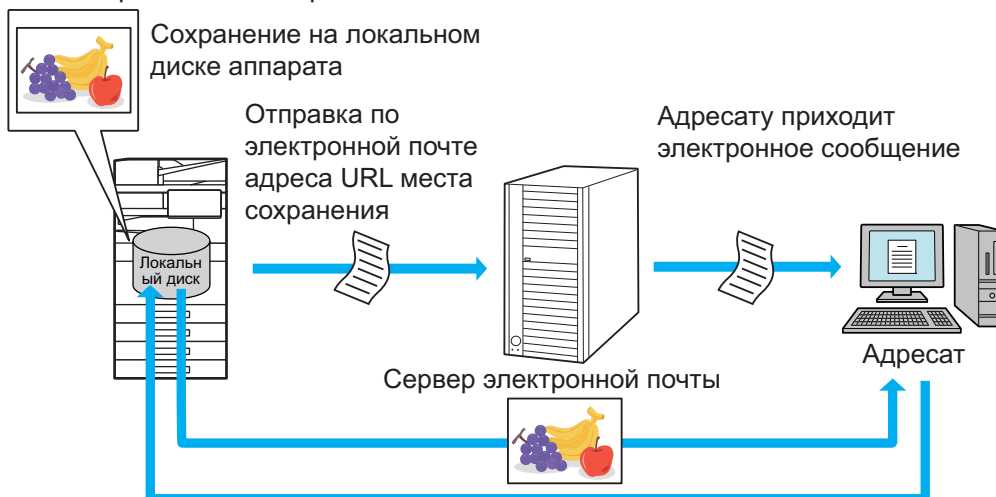 Сохранение на локальном
диске аппарата
Отправка по
электронной почте
адреса URL места
сохранения
Адресату приходит
электронное сообщение
Локальн
ый диск
Сервер электронной почты
Адресат